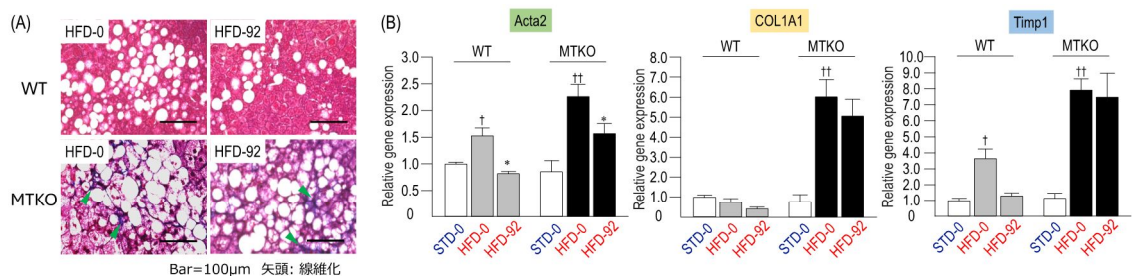 (A)
HFD-0
HFD-92
WT
HFD-0
HFD-92
MTKO
Bar=100μm 矢頭: 線維化
(B)
Acta2
Relative gene expression
3.0
2.5
2.0
1.5
1.0
0.5
0
WT
MTKO
†
*
††
*
STD-0
HFD-0
HFD-92
STD-0
HFD-0
HFD-92
COL1A1
Relative gene expression
8.0
7.0
6.0
5.0
4.0
3.0
2.0
1.0
0
WT
MTKO
††
STD-0
HFD-0
HFD-92
STD-0
HFD-0
HFD-92
Timp1
Relative gene expression
10.0
9.0
8.0
7.0
6.0
5.0
4.0
3.0
2.0
1.0
0
WT
MTKO
†
††
STD-0
HFD-0
HFD-92
STD-0
HFD-0
HFD-92